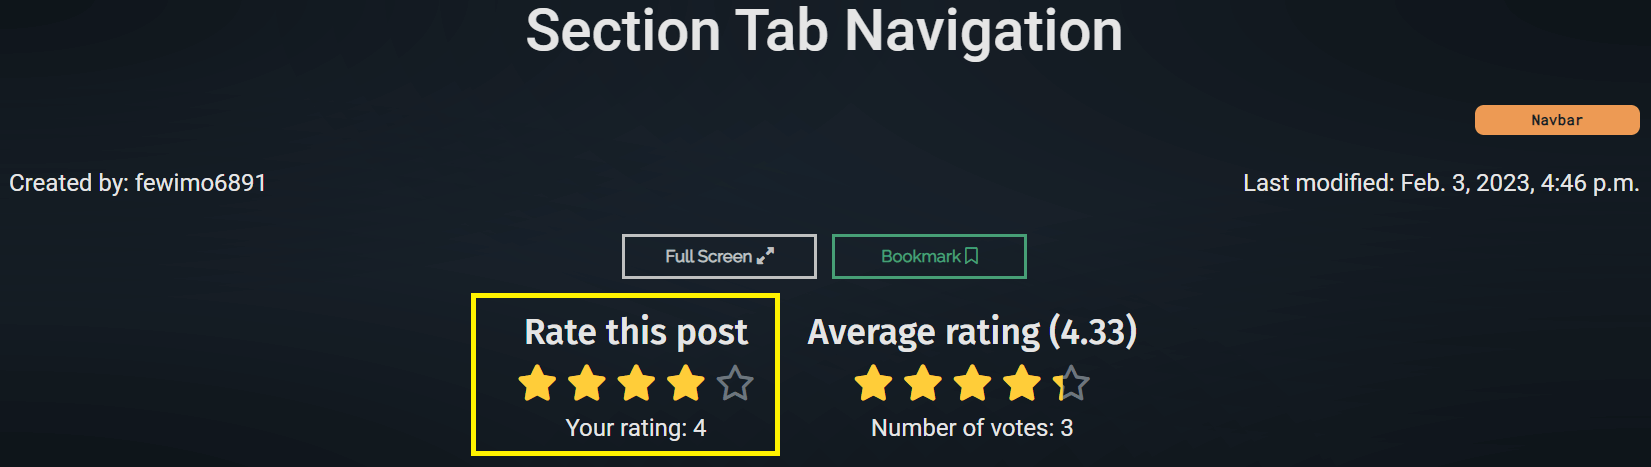 Section Tab Navigation
Navbar
Created by: fewimo6891
Last modified: Feb. 3, 2023, 4:46 p.m.
Full Screen
Bookmark
Rate this post
Average rating (4.33)
Your rating: 4
Number of votes: 3